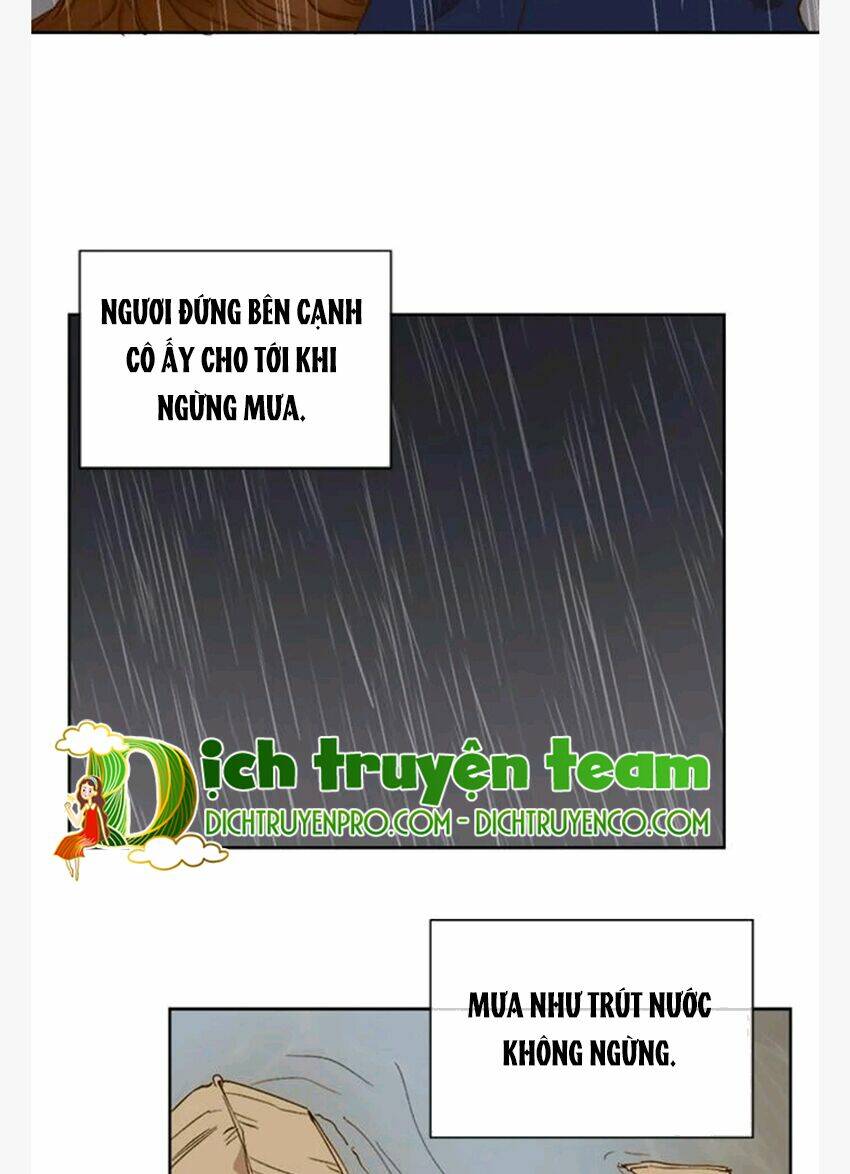 NGƯƠI ĐỨNG BÊN CẠNH
CÔ ẤY CHO TỚI KHI
NGỪNG MƯA.
Dịch truyện team
DICHTRUYENPRO.COM - DICHTRUYENCO.COM
MƯA NHƯ TRÚT NƯỚC
KHÔNG NGỪNG.